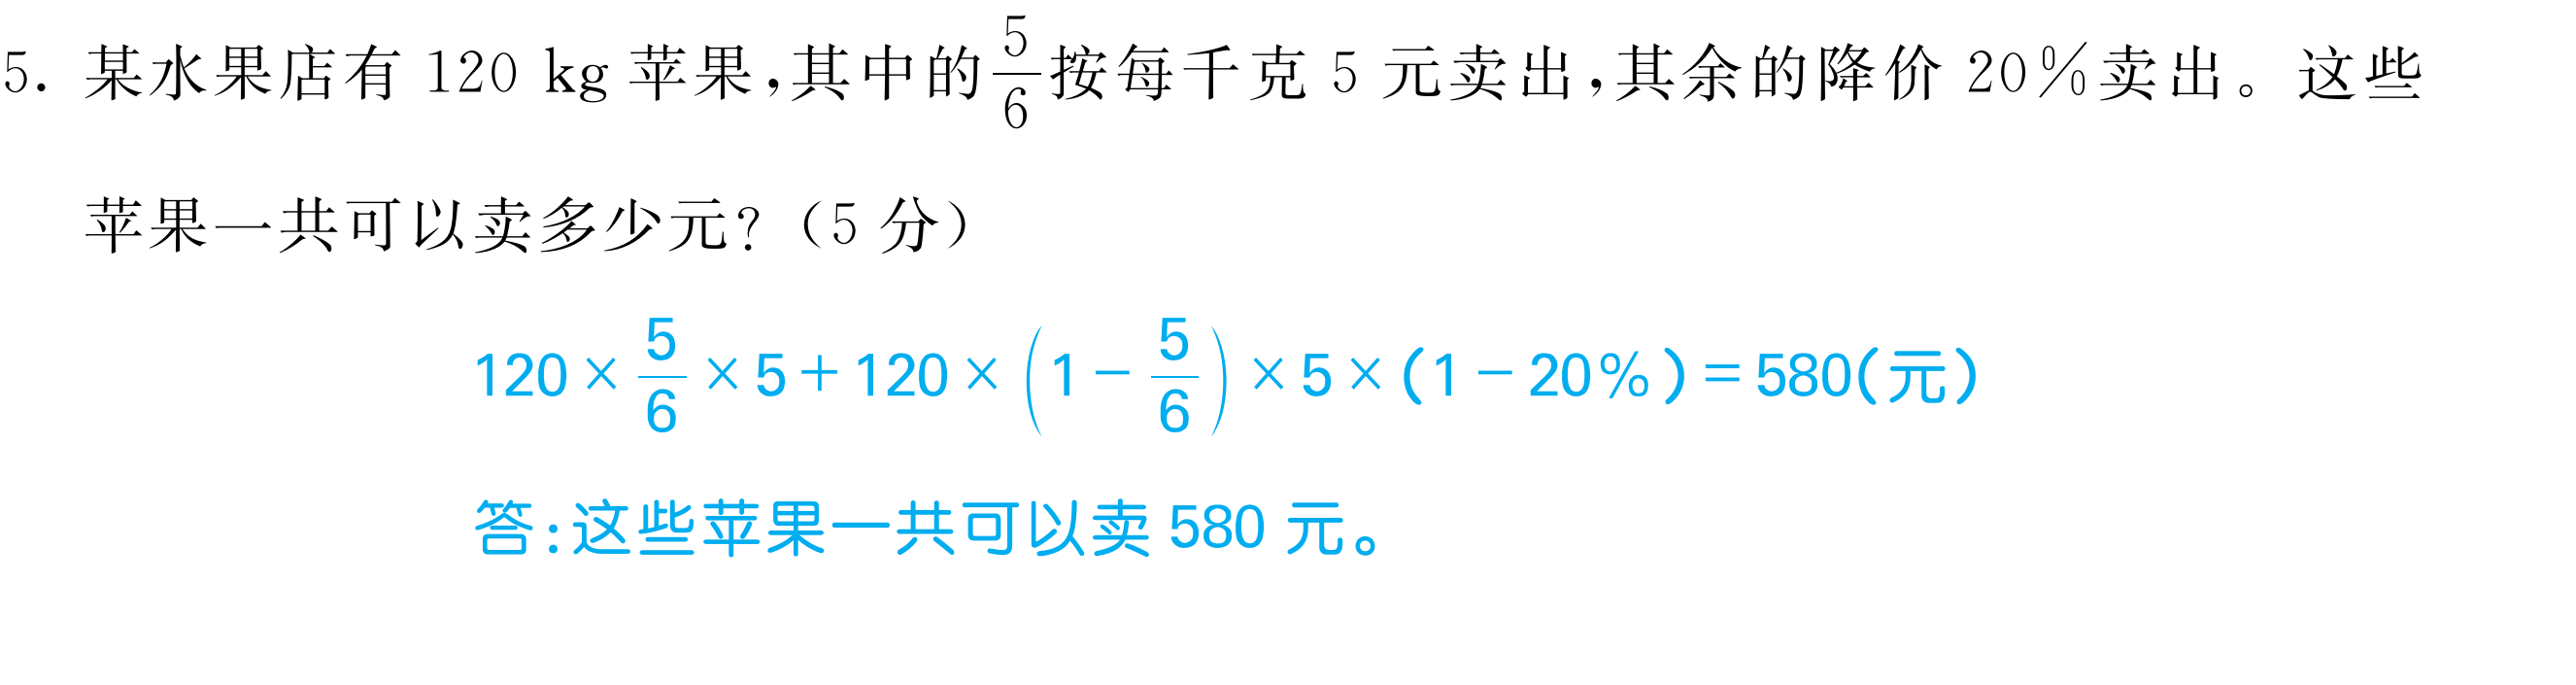 5. 某水果店有 120 kg 苹果,其中的5/6按每千克 5 元卖出,其余的降价 20%卖出。这些
苹果一共可以卖多少元?(5 分)
120 × 5/6 × 5 + 120 × (1 − 5/6) × 5 × (1 − 20%) = 580(元)
答:这些苹果一共可以卖 580 元。